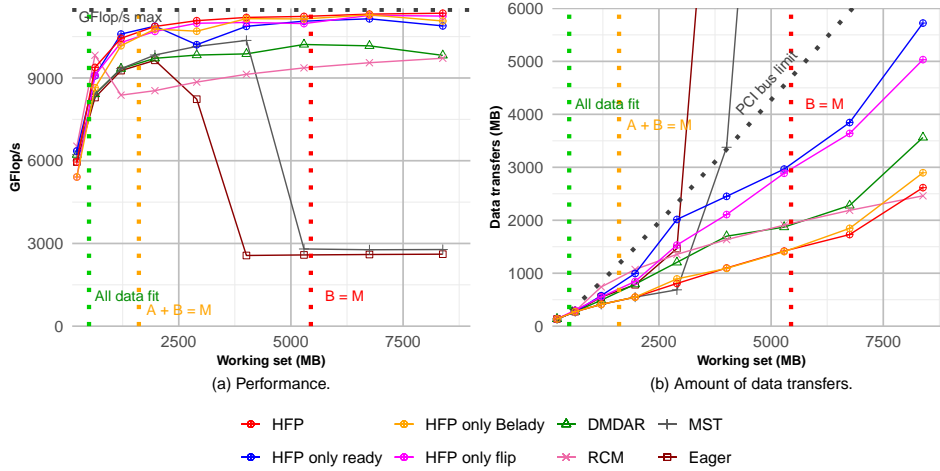 GFlop/s max
9000
6000
3000
0
GFlop/s
All data fit
A + B = M
B = M
2500
5000
7500
Working set (MB)
(a) Performance.
6000
5000
4000
3000
2000
1000
0
Data transfers (MB)
All data fit
A + B = M
PCI bus limit
B = M
2500
5000
7500
Working set (MB)
(b) Amount of data transfers.
HFP
HFP only Belady
DMDAR
MST
HFP only ready
HFP only flip
RCM
Eager